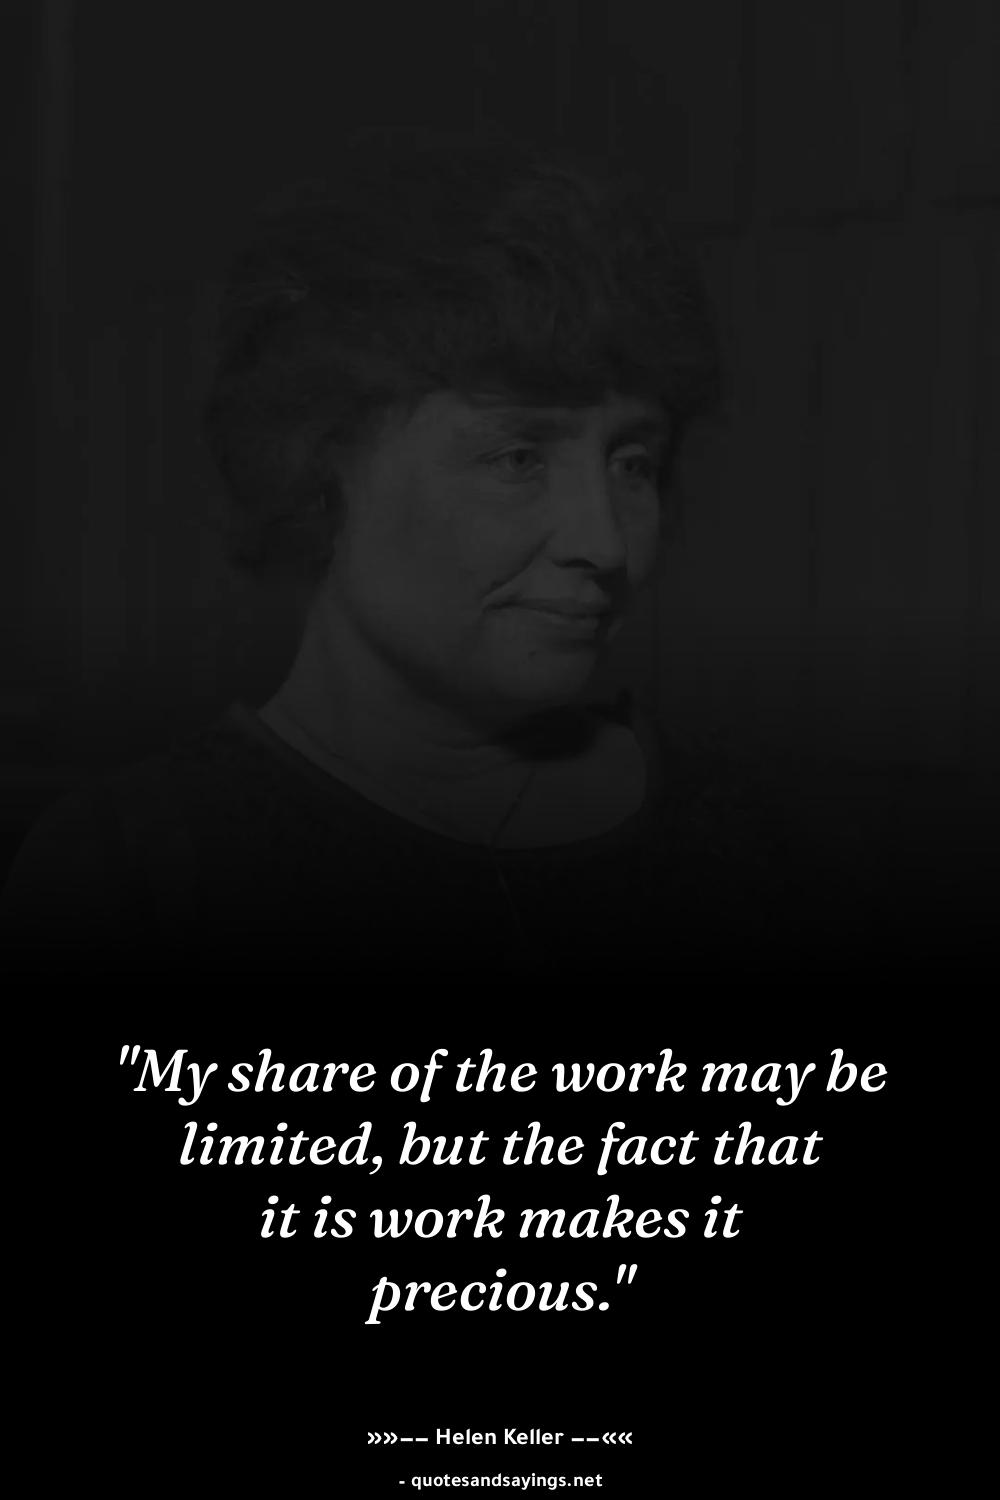 "My share of the work may be
limited, but the fact that
it is work makes it
precious."
»»–– Helen Keller ––««
- quotesandsayings.net